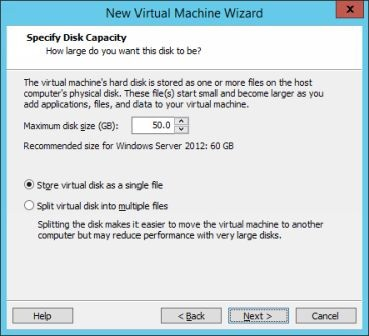 New Virtual Machine Wizard
x
Specify Disk Capacity
How large do you want this disk to be?
The virtual machine's hard disk is stored as one or more files on the host
computer's physical disk. These file(s) start small and become larger as you
add applications, files, and data to your virtual machine.
Maximum disk size (GB): 50.0
Recommended size for Windows Server 2012: 60 GB
Store virtual disk as a single file
Split virtual disk into multiple files
Splitting the disk makes it easier to move the virtual machine to another
computer but may reduce performance with very large disks.
Help < Back Next > Cancel